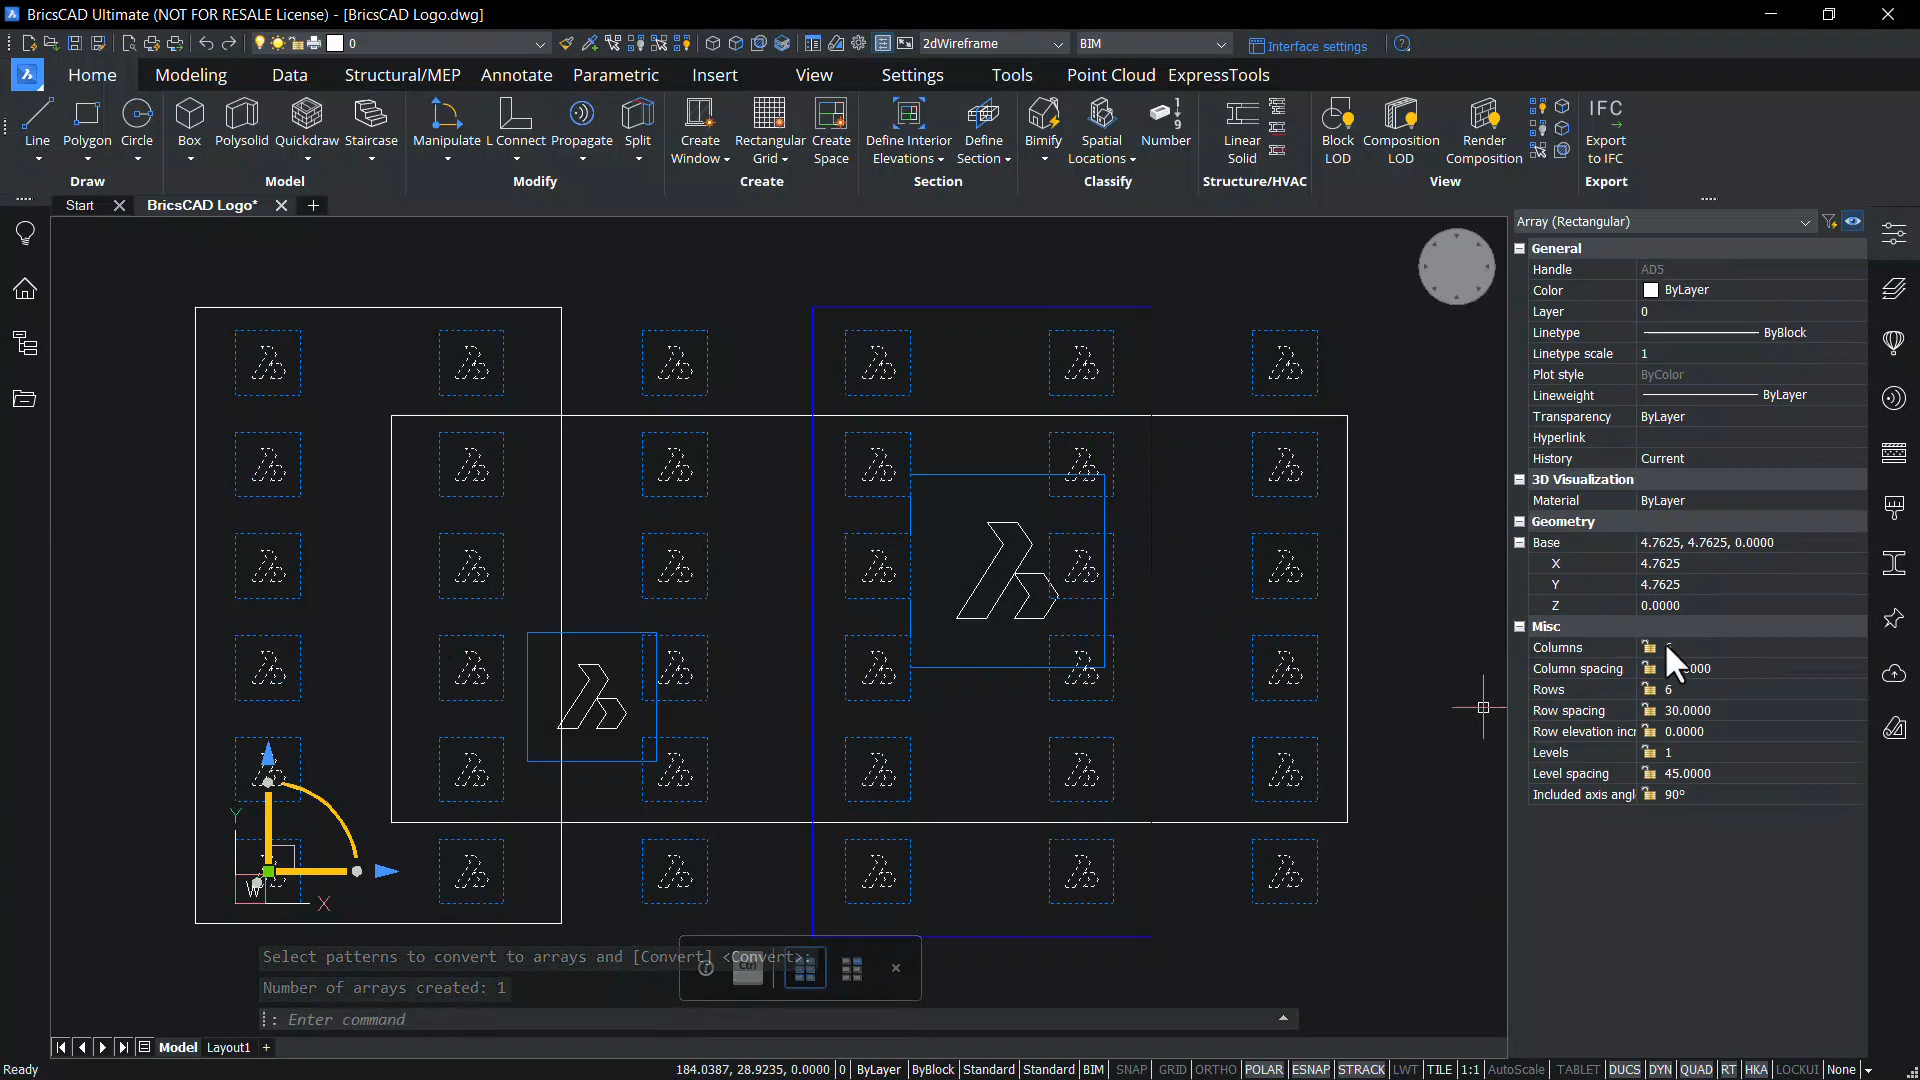 BricsCAD Ultimate (NOT FOR RESALE License) - [BricsCAD Logo.dwg]
0
2dWireframe
BIM
Interface settings
Home
Modeling
Data
Structural/MEP
Annotate
Parametric
Insert
View
Settings
Tools
Point Cloud
ExpressTools
Line
Polygon
Circle
Box
Polysolid
Quickdraw
Staircase
Manipulate
L Connect
Propagate
Split
Create
Window
Rectangular
Grid
Create
Space
Define Interior
Elevations
Define
Section
Bimify
Spatial
Locations
1
9
Number
Linear
Solid
Block
LOD
Composition
LOD
Render
Composition
IFC
Export
to IFC
Draw
Model
Modify
Create
Section
Classify
Structure/HVAC
View
Export
Start
BricsCAD Logo*
Array (Rectangular)
General
Handle AD5
Color ByLayer
Layer 0
Linetype ByBlock
Linetype scale 1
Plot style ByColor
Lineweight ByLayer
Transparency ByLayer
Hyperlink
History Current
3D Visualization
Material ByLayer
Geometry
Base 4.7625, 4.7625, 0.0000
X 4.7625
Y 4.7625
Z 0.0000
Misc
Columns
Column spacing
Rows 6
Row spacing 30.0000
Row elevation incr 0.0000
Levels 1
Level spacing 45.0000
Included axis angl 90°
Y
W
X
Select patterns to convert to arrays and [Convert] <Convert>:
Ctrl
Number of arrays created: 1
: Enter command
Model
Layout1
Ready
184.0387, 28.9235, 0.0000 0 ByLayer ByBlock Standard Standard BIM SNAP GRID ORTHO POLAR ESNAP STRACK LWT TILE 1:1 AutoScale TABLET DUCS DYN QUAD RT HKA LOCKUI None